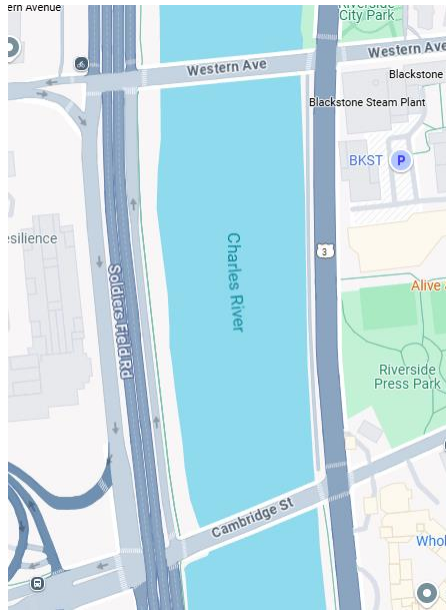 ern Avenue
Riverside
City Park
Western Ave
Western Ave
Blackstone
Blackstone Steam Plant
BKST
P
esilience
3
Charles River
Soldiers Field Rd
Alive
Riverside
Press Park
Cambridge St
Whol